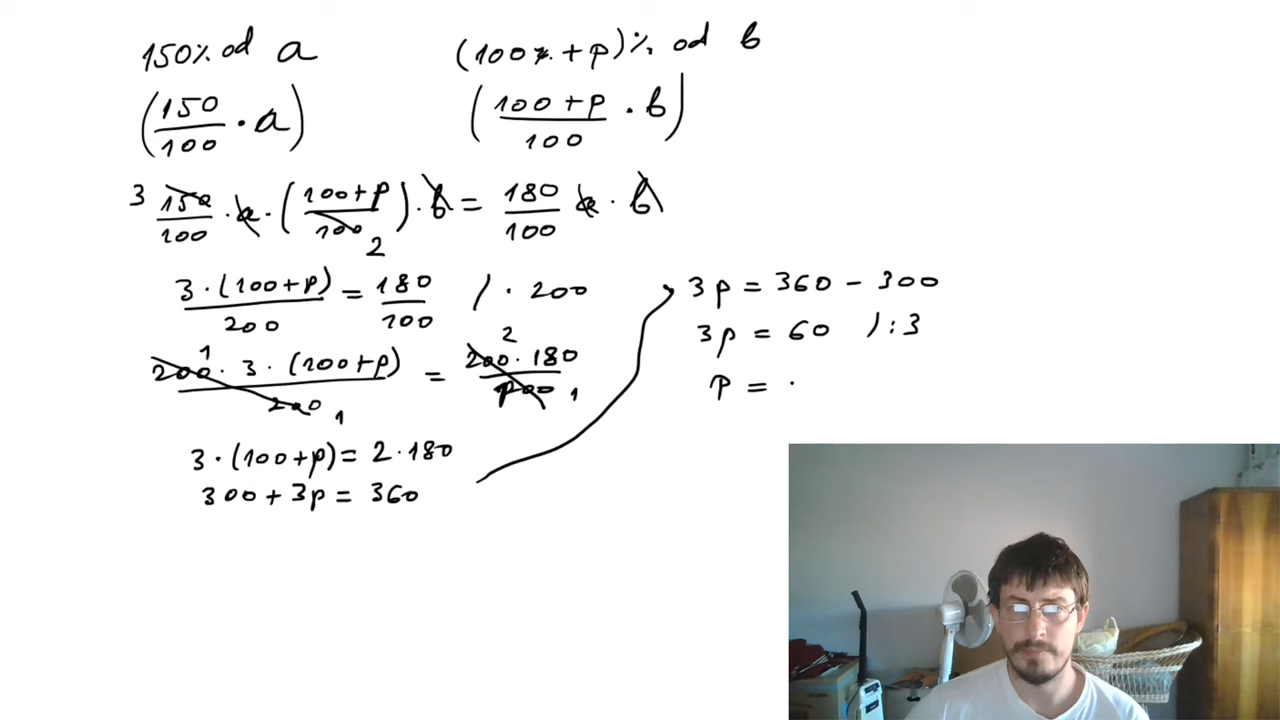 150% od a
(100% + p)% od b
(150/100 · a)
(100 + p/100 · b)
3 150/100 · a · (100+p/100) · b = 180/100 a · b
2
3 · (100+p)/200 = 180/100 / · 200
200 1 · 3 · (100+p)/200 1 = 200 2 · 180/100 1
3 · (100+p) = 2 · 180
300 + 3p = 360
3p = 360 - 300
3p = 60 / : 3
p = ·